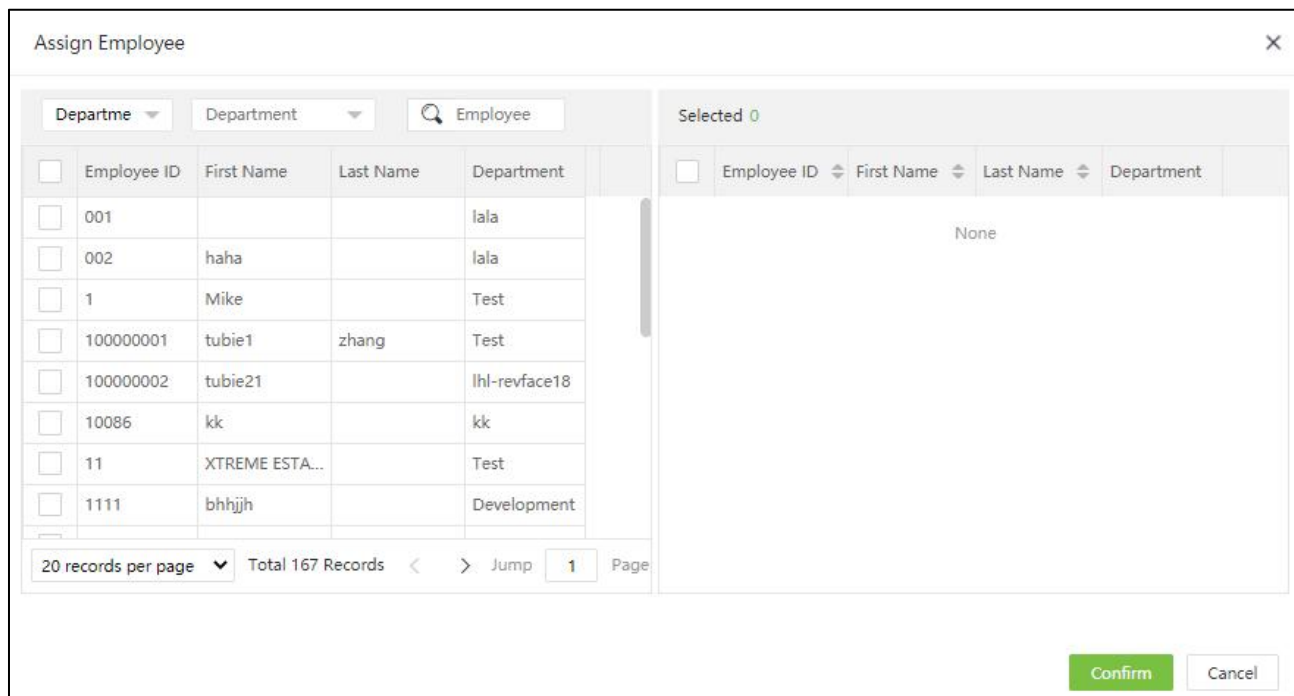 Assign Employee
Departme Department Employee
Selected 0
Employee ID First Name Last Name Department
Employee ID First Name Last Name Department
001 lala
None
002 haha lala
1 Mike Test
100000001 tubie1 zhang Test
100000002 tubie21 lhl-revface18
10086 kk kk
11 XTREME ESTA... Test
1111 bhhjjh Development
20 records per page Total 167 Records < > Jump 1 Page
Confirm Cancel